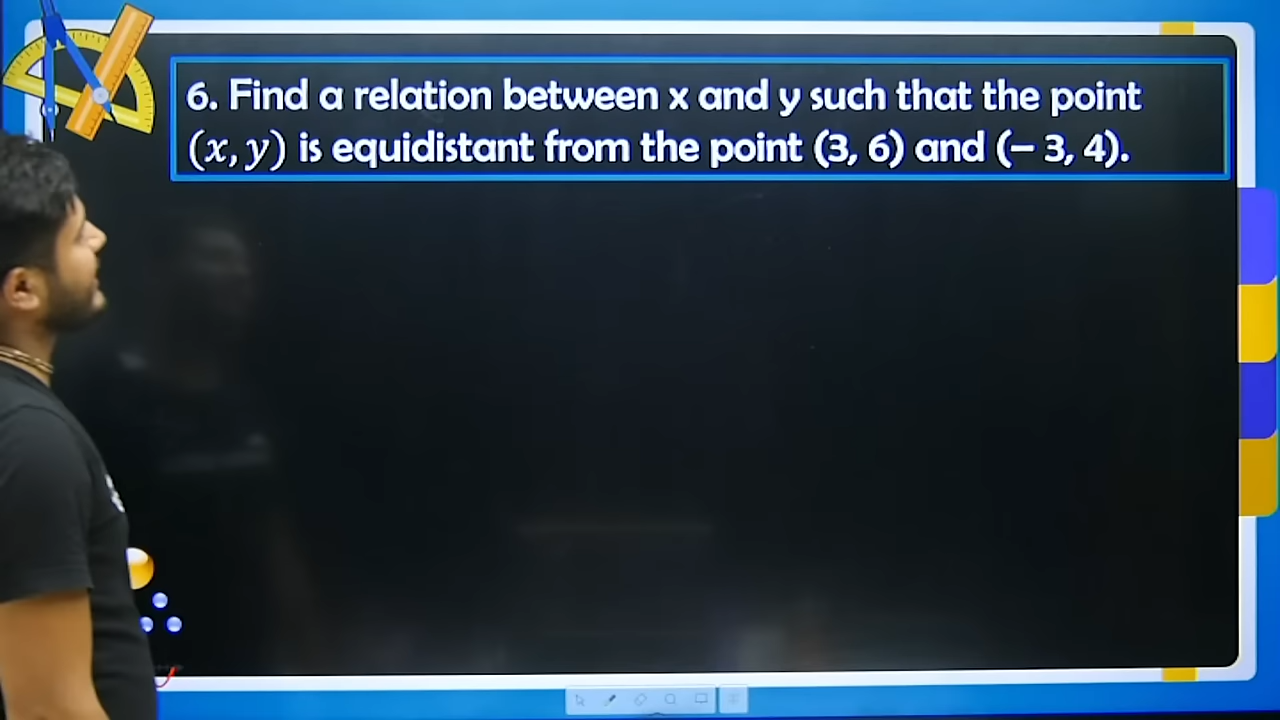 6. Find a relation between x and y such that the point
(x, y) is equidistant from the point (3, 6) and (– 3, 4).